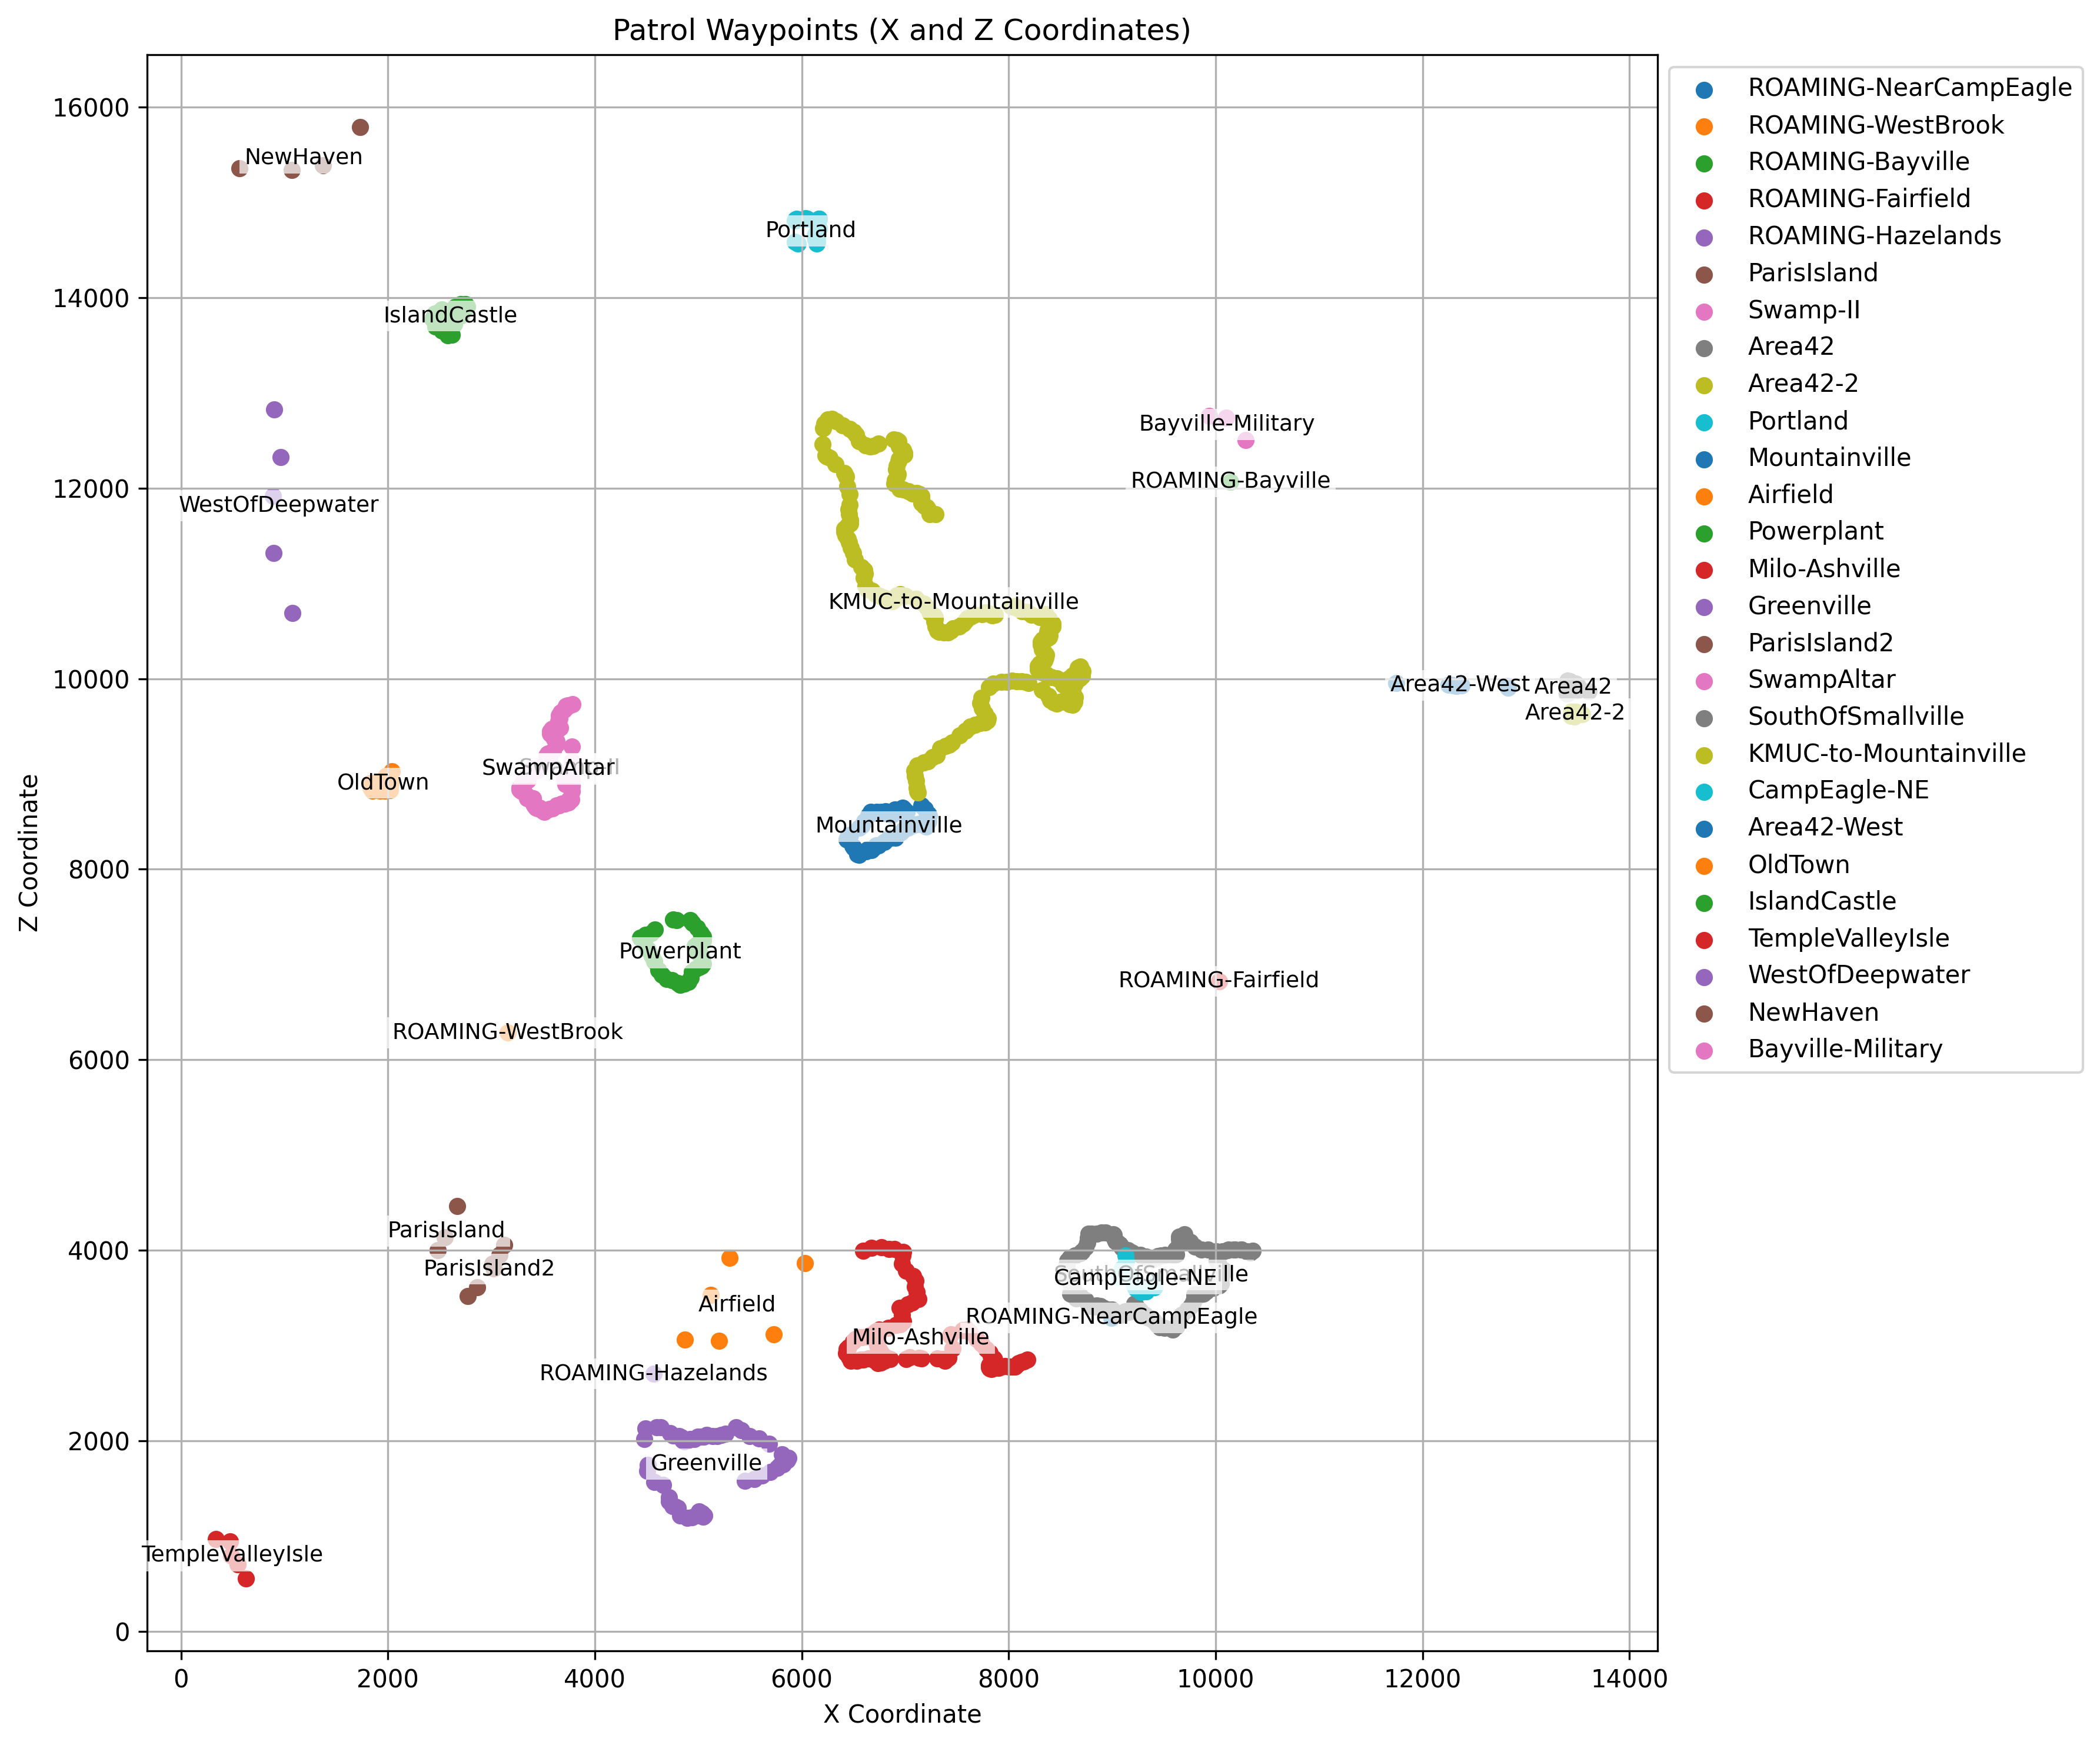 Patrol Waypoints (X and Z Coordinates)
Z Coordinate
16000
14000
12000
10000
8000
6000
4000
2000
0
NewHaven
Portland
IslandCastle
Bayville-Military
ROAMING-Bayville
WestOfDeepwater
KMUC-to-Mountainville
Area42-West
Area42
Area42-2
SwampAltar
OldTown
Mountainville
Powerplant
ROAMING-Fairfield
ROAMING-WestBrook
ParisIsland
ParisIsland2
SouthOfSmallville
CampEagle-NE
Airfield
ROAMING-NearCampEagle
Milo-Ashville
ROAMING-Hazelands
Greenville
TempleValleyIsle
0 2000 4000 6000 8000 10000 12000 14000
X Coordinate
ROAMING-NearCampEagle
ROAMING-WestBrook
ROAMING-Bayville
ROAMING-Fairfield
ROAMING-Hazelands
ParisIsland
Swamp-II
Area42
Area42-2
Portland
Mountainville
Airfield
Powerplant
Milo-Ashville
Greenville
ParisIsland2
SwampAltar
SouthOfSmallville
KMUC-to-Mountainville
CampEagle-NE
Area42-West
OldTown
IslandCastle
TempleValleyIsle
WestOfDeepwater
NewHaven
Bayville-Military